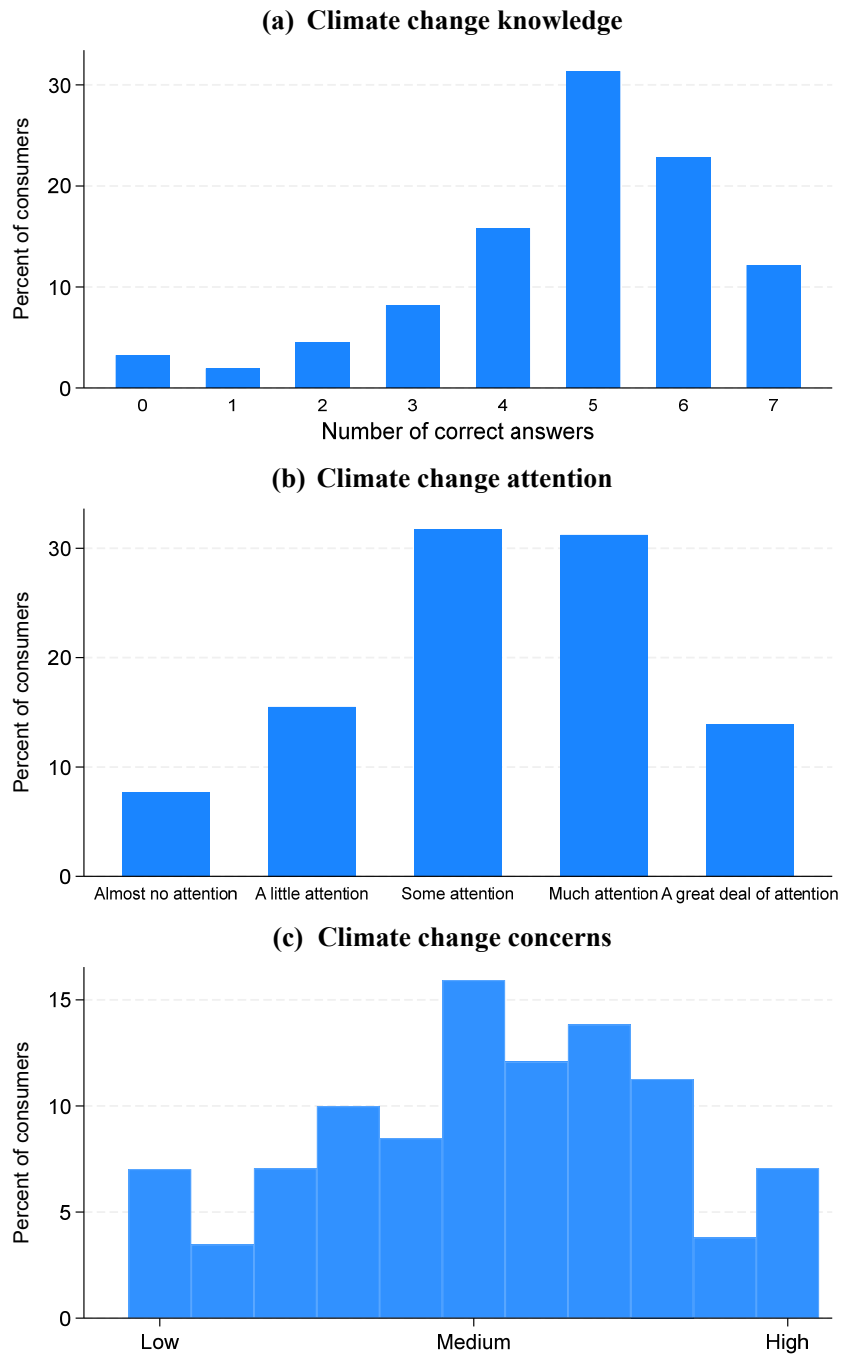 (a) Climate change knowledge
Percent of consumers
30
20
10
0
0 1 2 3 4 5 6 7
Number of correct answers
(b) Climate change attention
Percent of consumers
30
20
10
0
Almost no attention A little attention Some attention Much attention A great deal of attention
(c) Climate change concerns
Percent of consumers
15
10
5
0
Low Medium High